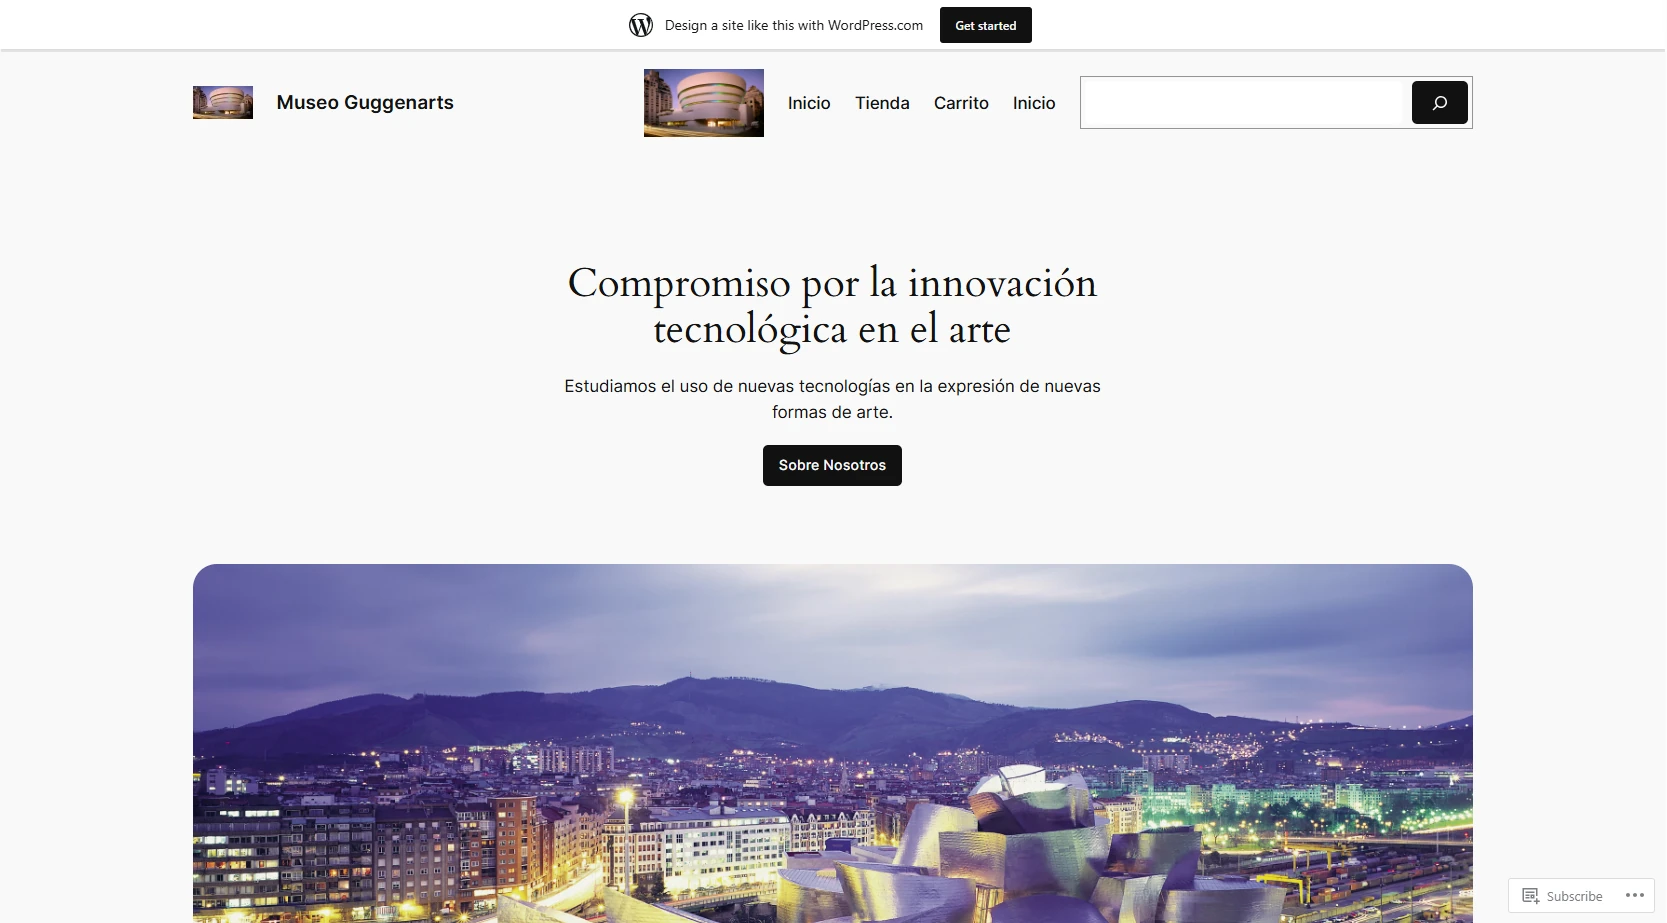 Design a site like this with WordPress.com
Get started
Museo Guggenarts
Inicio
Tienda
Carrito
Inicio
Compromiso por la innovación
tecnológica en el arte
Estudiamos el uso de nuevas tecnologías en la expresión de nuevas
formas de arte.
Sobre Nosotros
Subscribe